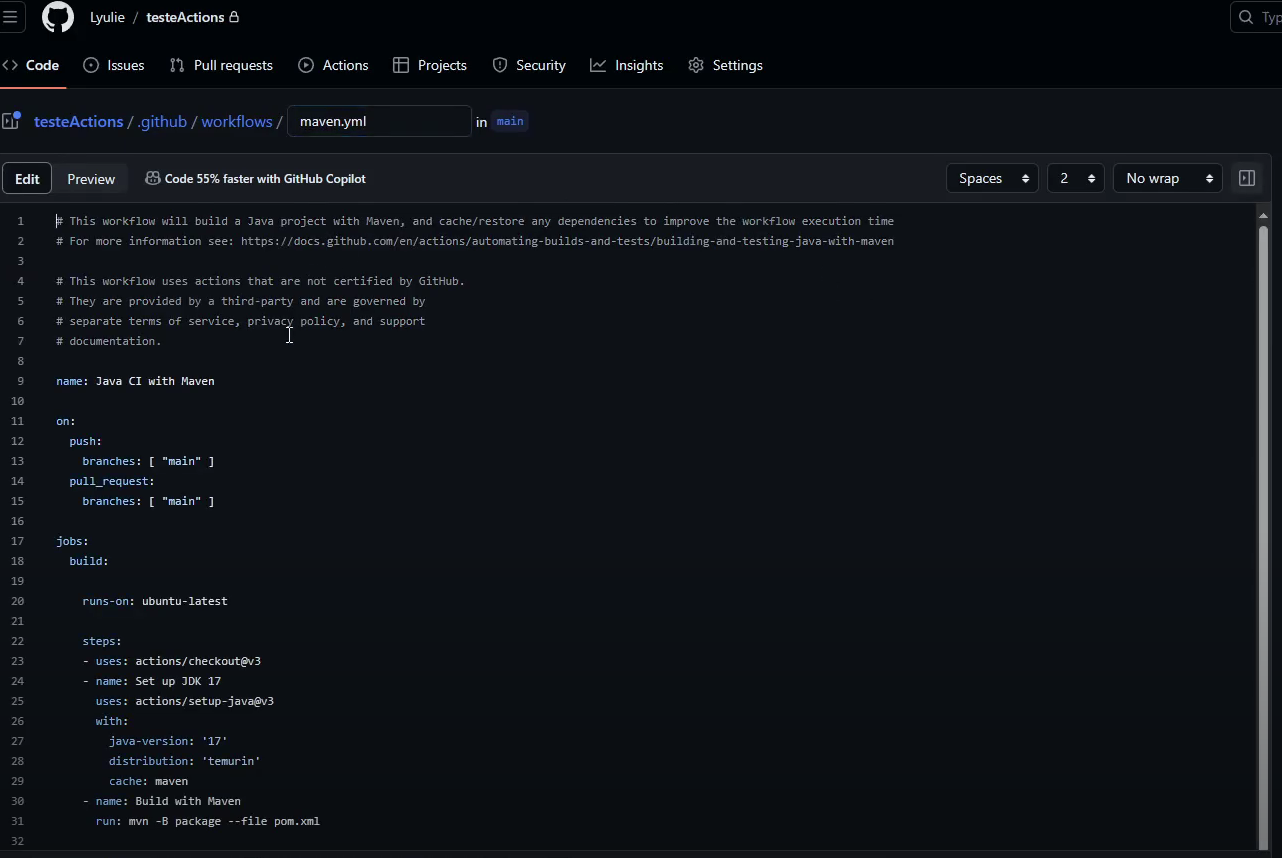 Lyulie / testeActions
Typ
Code Issues Pull requests Actions Projects Security Insights Settings
testeActions / .github / workflows / maven.yml in main
Edit Preview Code 55% faster with GitHub Copilot Spaces 2 No wrap
1 # This workflow will build a Java project with Maven, and cache/restore any dependencies to improve the workflow execution time
2 # For more information see: https://docs.github.com/en/actions/automating-builds-and-tests/building-and-testing-java-with-maven
3
4 # This workflow uses actions that are not certified by GitHub.
5 # They are provided by a third-party and are governed by
6 # separate terms of service, privacy policy, and support
7 # documentation.
8
9 name: Java CI with Maven
10
11 on:
12   push:
13     branches: [ "main" ]
14   pull_request:
15     branches: [ "main" ]
16
17 jobs:
18   build:
19
20     runs-on: ubuntu-latest
21
22     steps:
23     - uses: actions/checkout@v3
24     - name: Set up JDK 17
25       uses: actions/setup-java@v3
26       with:
27         java-version: '17'
28         distribution: 'temurin'
29         cache: maven
30     - name: Build with Maven
31       run: mvn -B package --file pom.xml
32